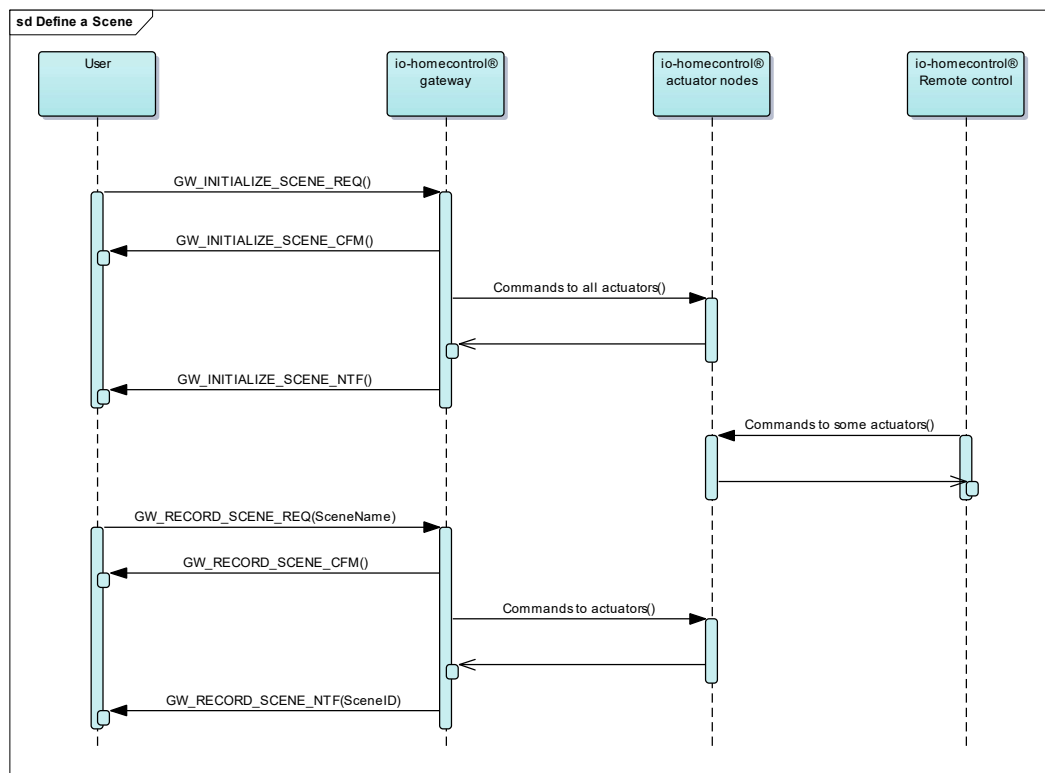 sd Define a Scene
User
io-homecontrol®
gateway
io-homecontrol®
actuator nodes
io-homecontrol®
Remote control
GW_INITIALIZE_SCENE_REQ()
GW_INITIALIZE_SCENE_CFM()
Commands to all actuators()
GW_INITIALIZE_SCENE_NTF()
Commands to some actuators()
GW_RECORD_SCENE_REQ(SceneName)
GW_RECORD_SCENE_CFM()
Commands to actuators()
GW_RECORD_SCENE_NTF(SceneID)